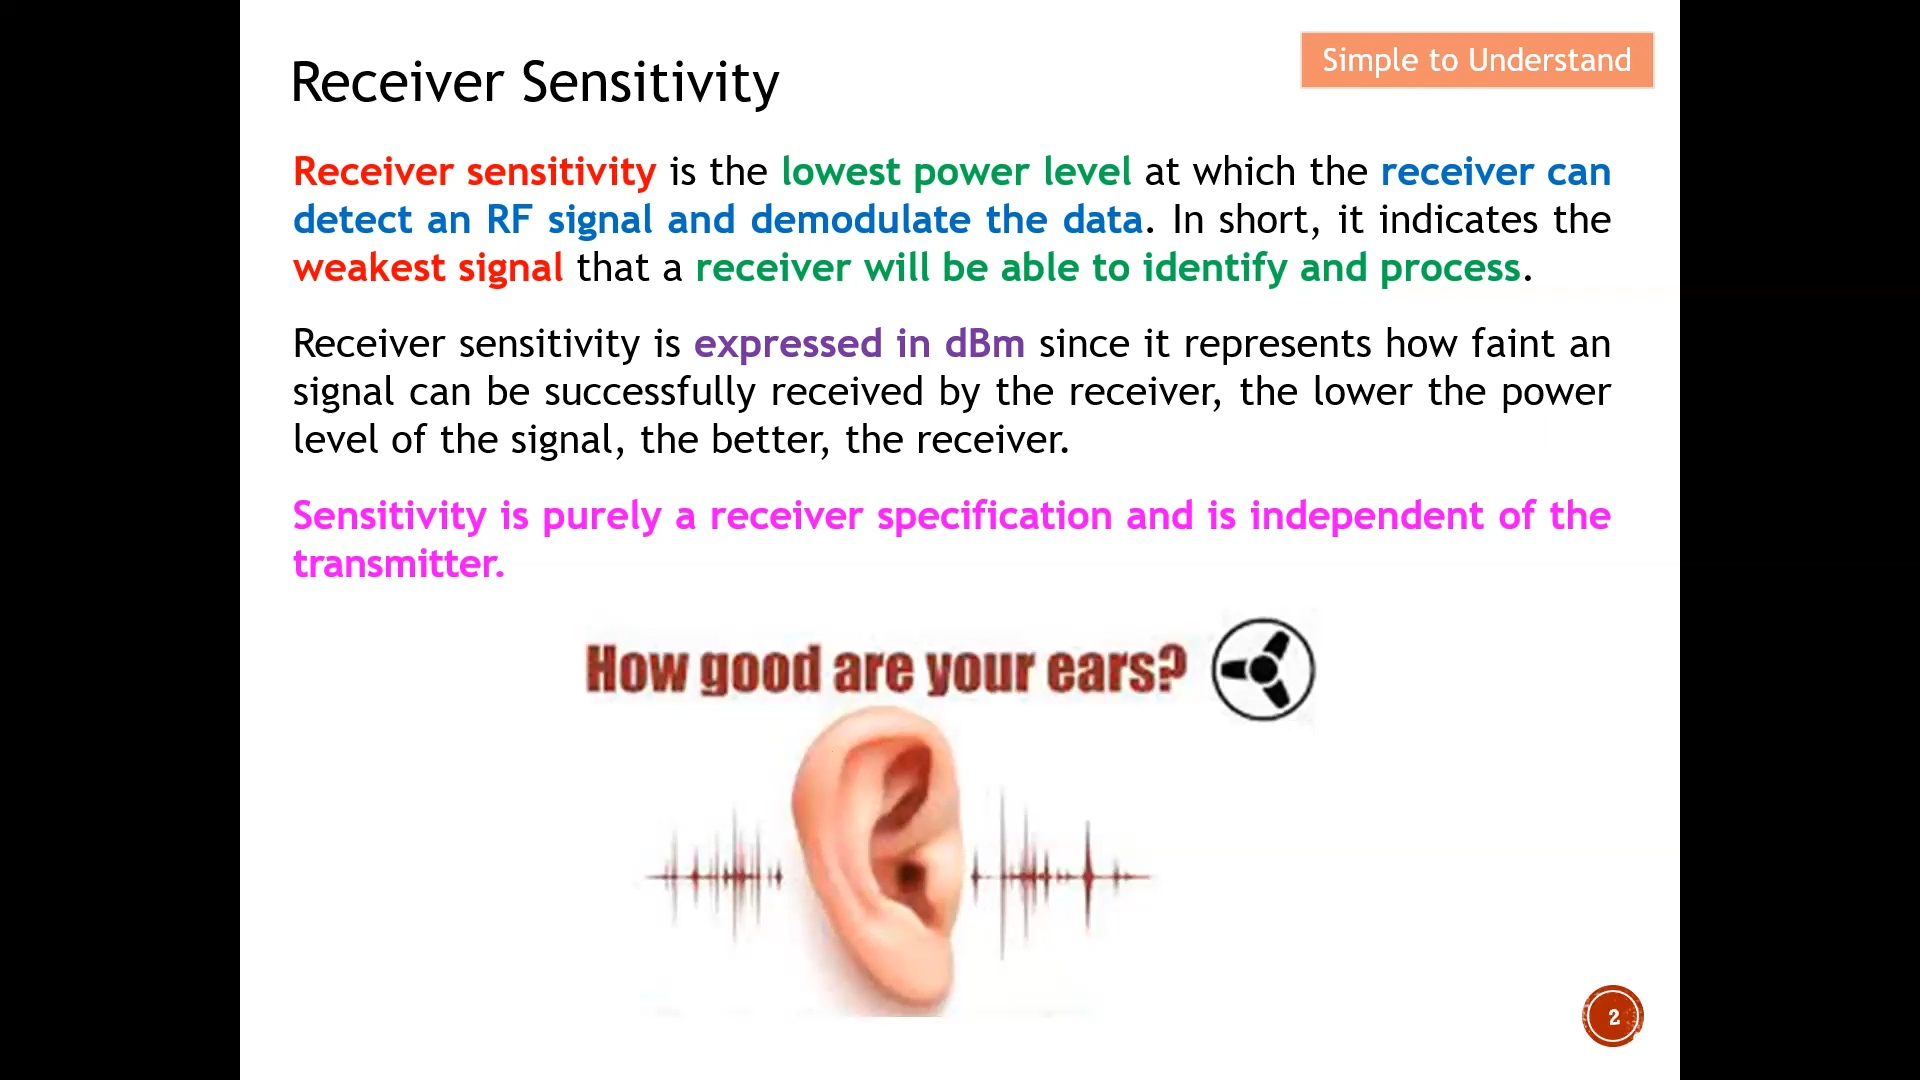 Simple to Understand
Receiver Sensitivity
Receiver sensitivity is the lowest power level at which the receiver can
detect an RF signal and demodulate the data. In short, it indicates the
weakest signal that a receiver will be able to identify and process.
Receiver sensitivity is expressed in dBm since it represents how faint an
signal can be successfully received by the receiver, the lower the power
level of the signal, the better, the receiver.
Sensitivity is purely a receiver specification and is independent of the
transmitter.
How good are your ears?
2